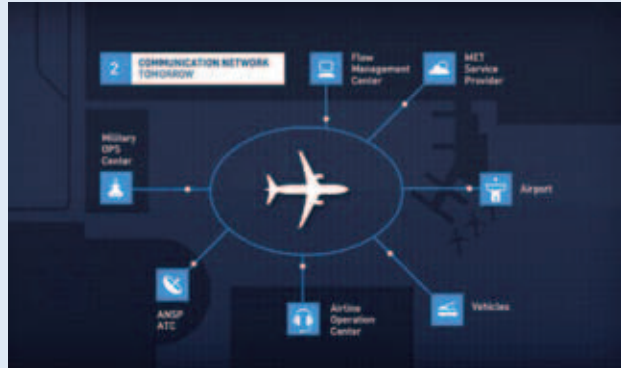 2
COMMUNICATION NETWORK
TOMORROW
Flow
Management
Center
MET
Service
Provider
Military
OPS
Center
Airport
ANSP
ATC
Airline
Operation
Center
Vehicles